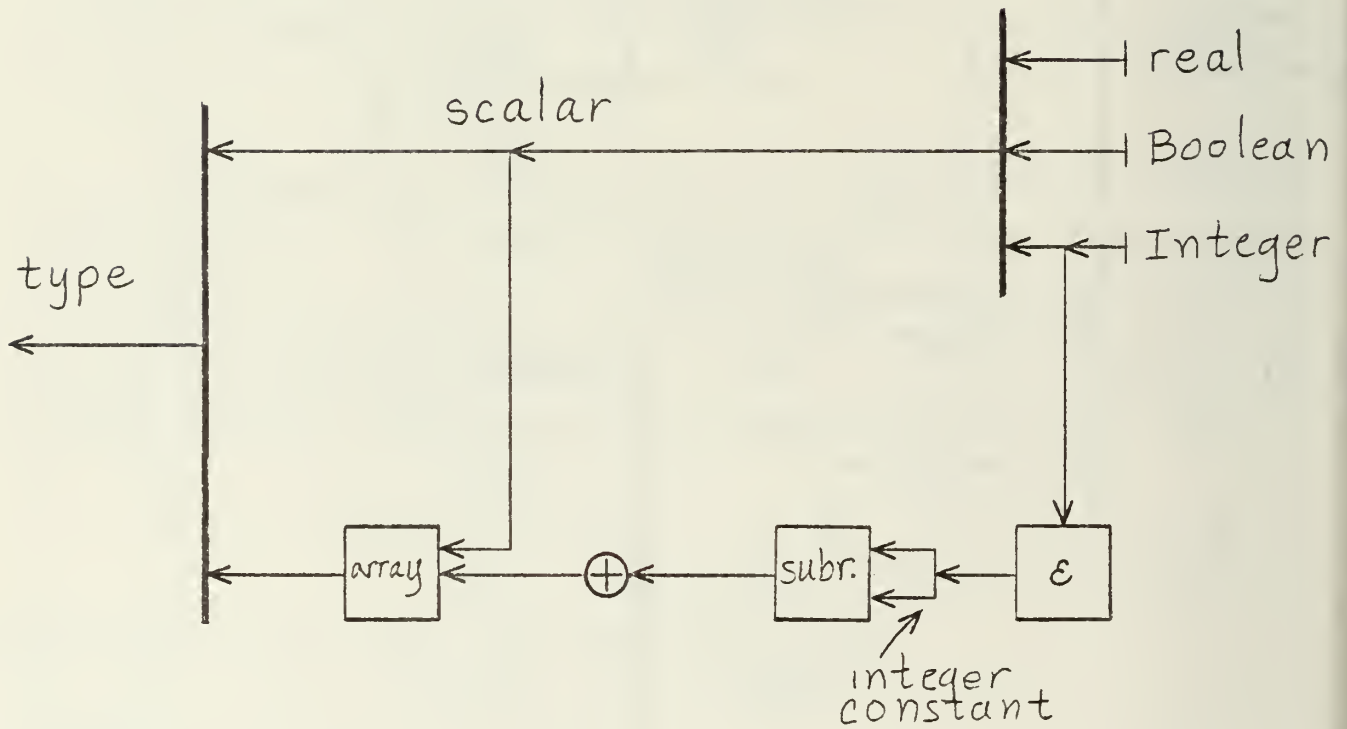 real
scalar
Boolean
Integer
type
array
+
subr.
ε
integer
constant